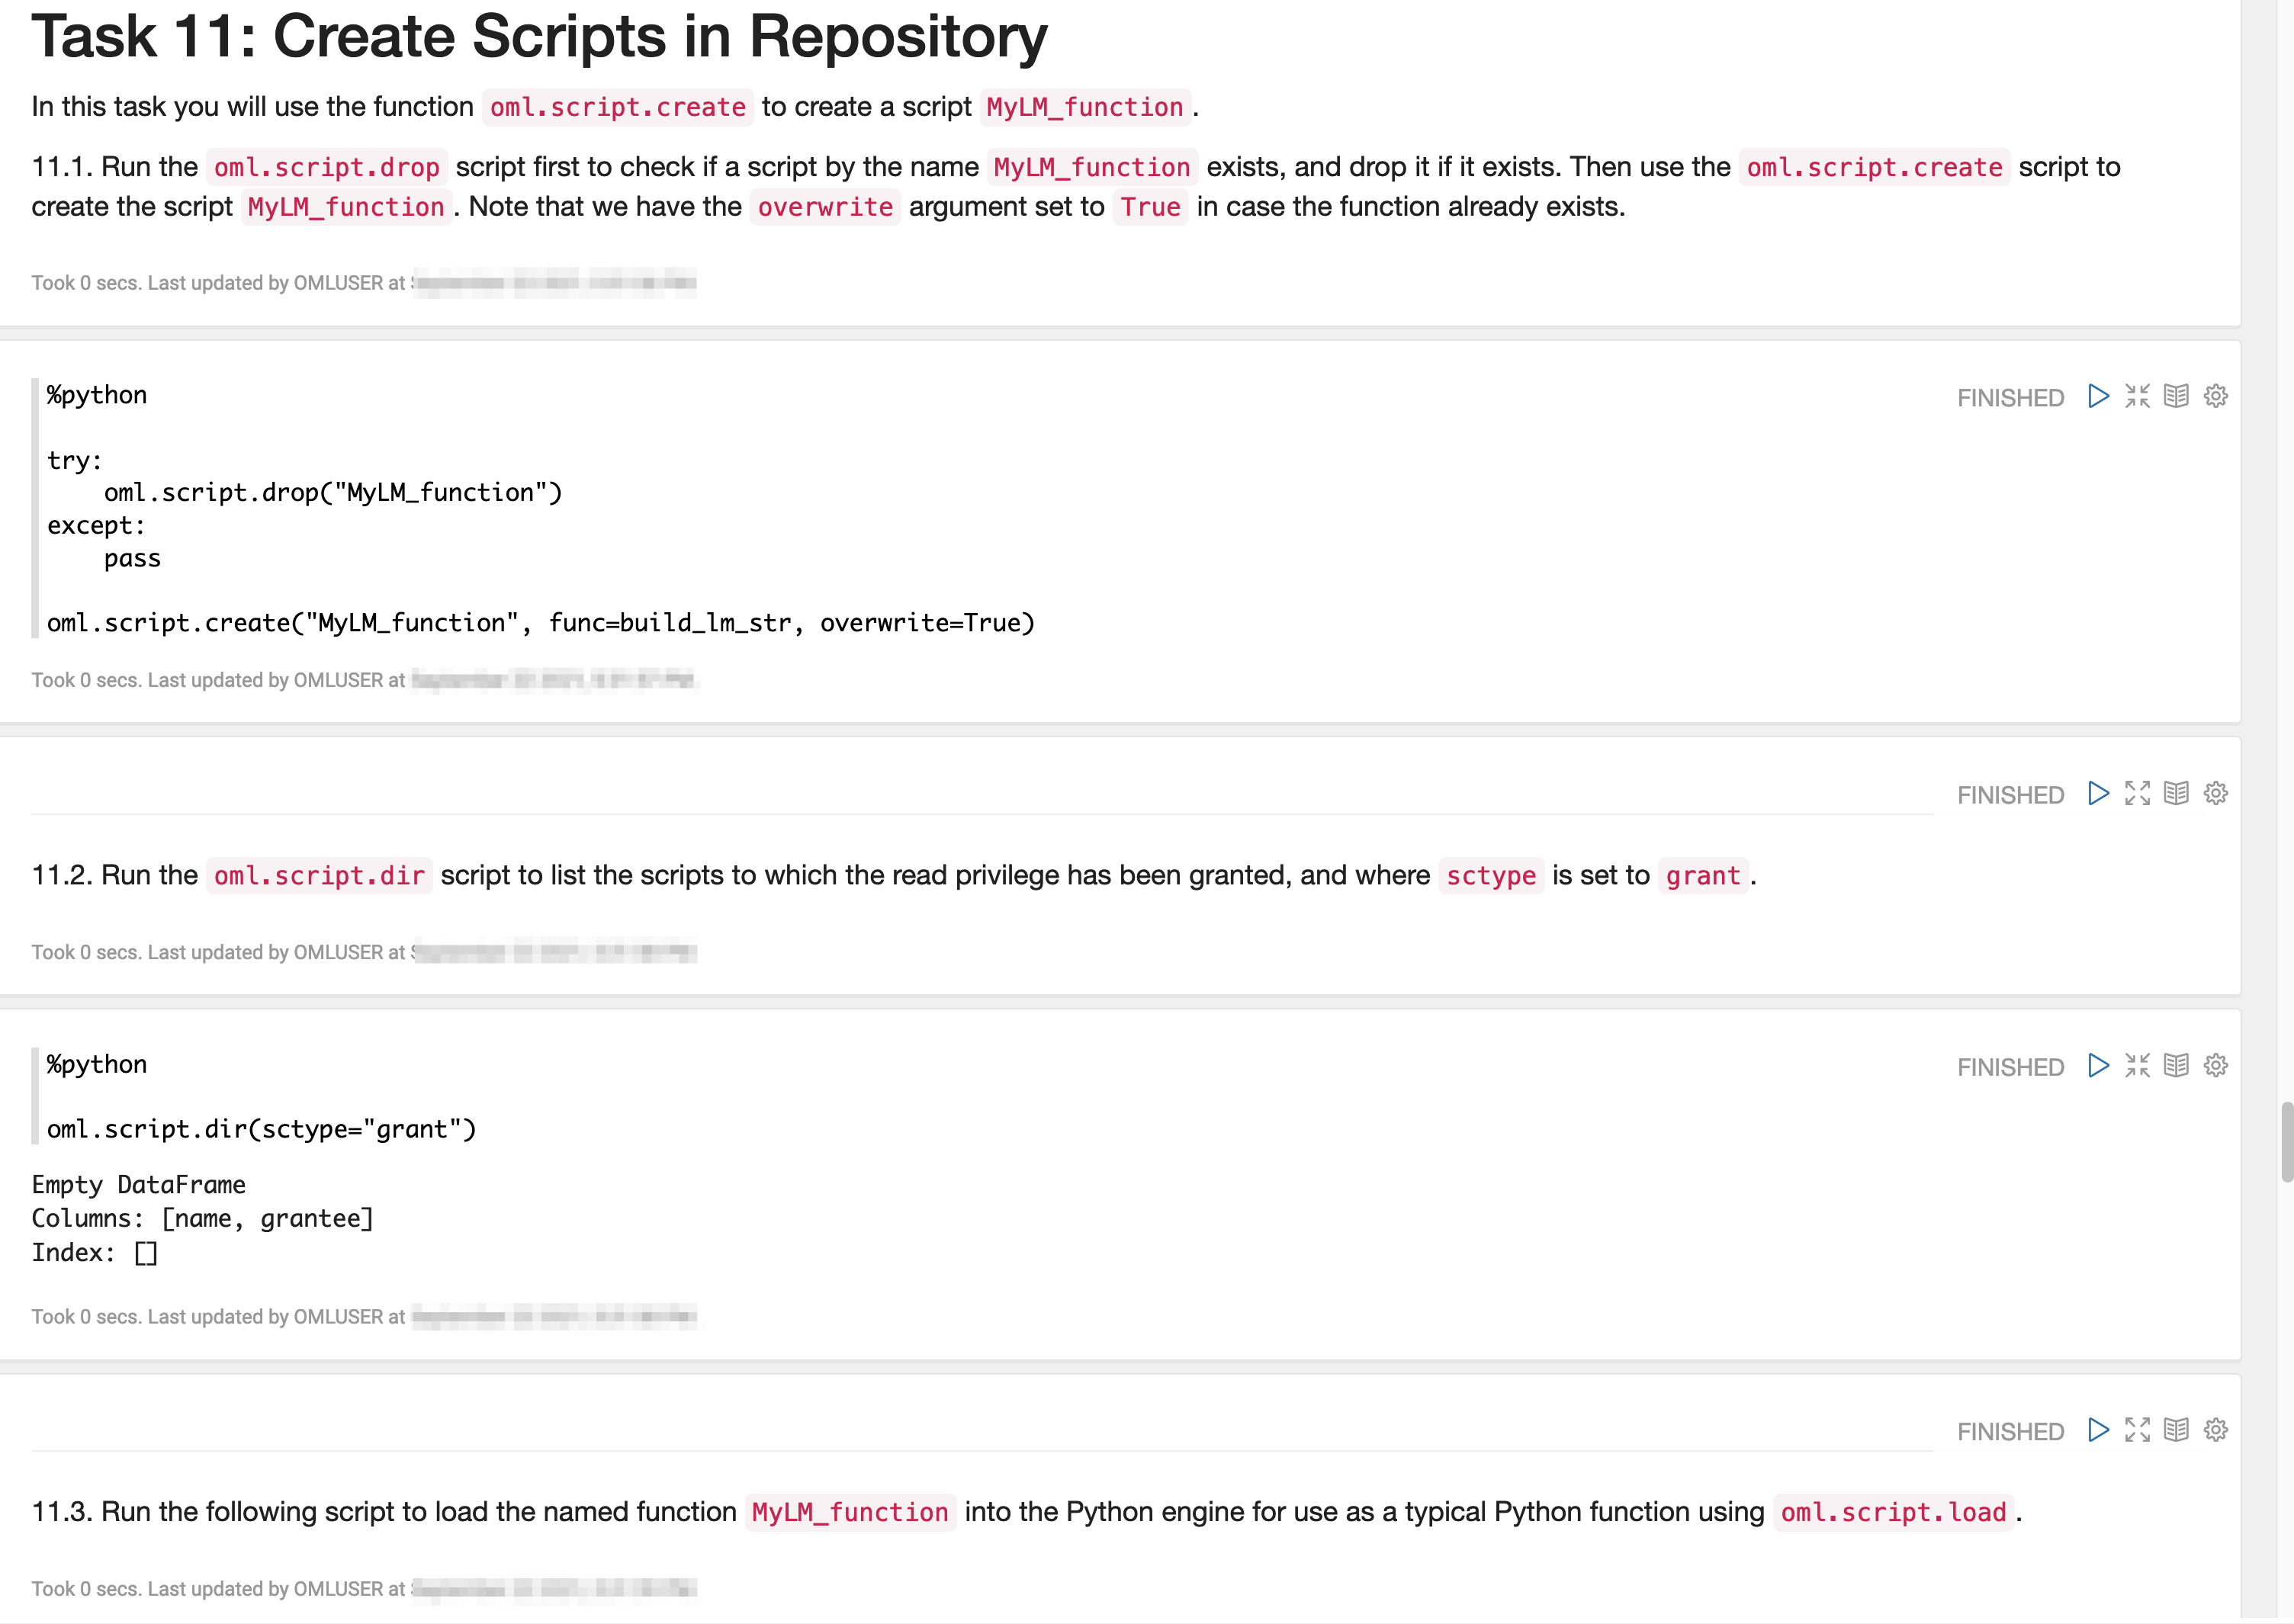 Task 11: Create Scripts in Repository
In this task you will use the function oml.script.create to create a script MyLM_function.
11.1. Run the oml.script.drop script first to check if a script by the name MyLM_function exists, and drop it if it exists. Then use the oml.script.create script to
create the script MyLM_function. Note that we have the overwrite argument set to True in case the function already exists.
Took 0 secs. Last updated by OMLUSER at
%python
FINISHED
try:
    oml.script.drop("MyLM_function")
except:
    pass
oml.script.create("MyLM_function", func=build_lm_str, overwrite=True)
Took 0 secs. Last updated by OMLUSER at
FINISHED
11.2. Run the oml.script.dir script to list the scripts to which the read privilege has been granted, and where sctype is set to grant.
Took 0 secs. Last updated by OMLUSER at
%python
FINISHED
oml.script.dir(sctype="grant")
Empty DataFrame
Columns: [name, grantee]
Index: []
Took 0 secs. Last updated by OMLUSER at
FINISHED
11.3. Run the following script to load the named function MyLM_function into the Python engine for use as a typical Python function using oml.script.load.
Took 0 secs. Last updated by OMLUSER at